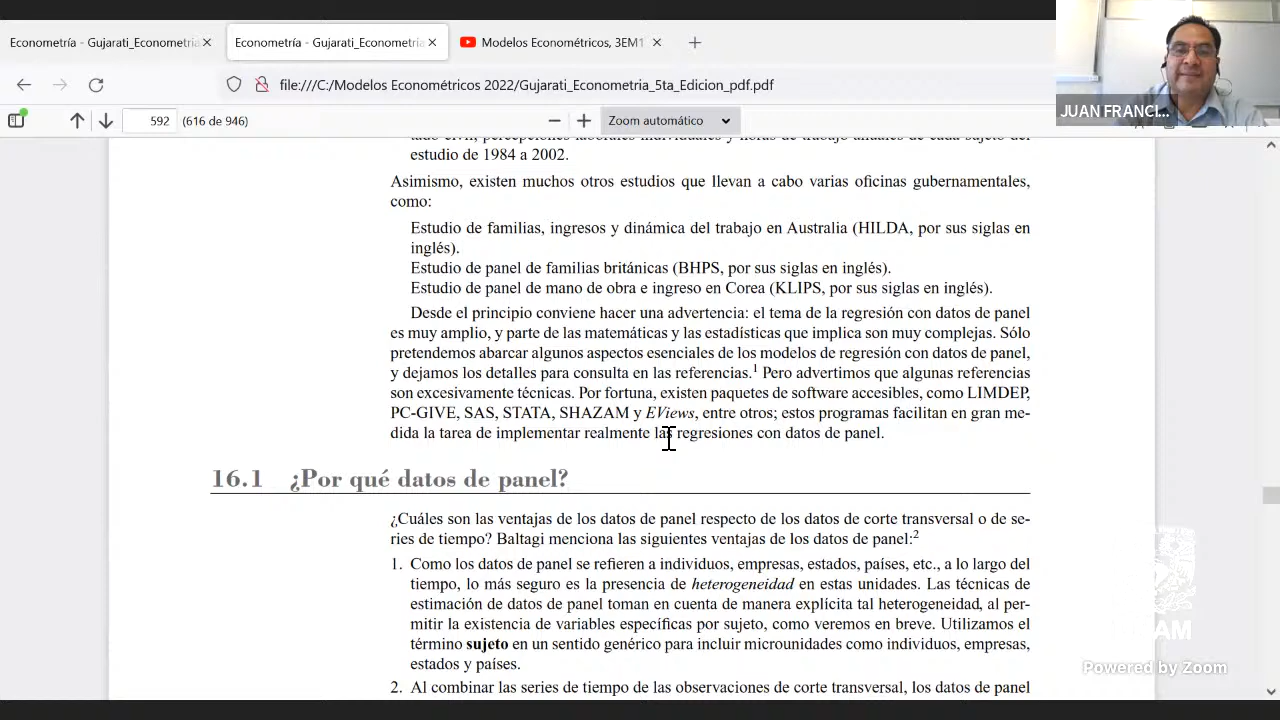 Econometría - Gujarati_Econometria
Econometría - Gujarati_Econometria
Modelos Econométricos, 3EM1
file:///C:/Modelos Econométricos 2022/Gujarati_Econometria_5ta_Edicion_pdf.pdf
JUAN FRANCI...
592 (616 de 946)
Zoom automático
estudio de 1984 a 2002.
Asimismo, existen muchos otros estudios que llevan a cabo varias oficinas gubernamentales,
como:
Estudio de familias, ingresos y dinámica del trabajo en Australia (HILDA, por sus siglas en
inglés).
Estudio de panel de familias británicas (BHPS, por sus siglas en inglés).
Estudio de panel de mano de obra e ingreso en Corea (KLIPS, por sus siglas en inglés).
Desde el principio conviene hacer una advertencia: el tema de la regresión con datos de panel
es muy amplio, y parte de las matemáticas y las estadísticas que implica son muy complejas. Sólo
pretendemos abarcar algunos aspectos esenciales de los modelos de regresión con datos de panel,
y dejamos los detalles para consulta en las referencias.1 Pero advertimos que algunas referencias
son excesivamente técnicas. Por fortuna, existen paquetes de software accesibles, como LIMDEP,
PC-GIVE, SAS, STATA, SHAZAM y EViews, entre otros; estos programas facilitan en gran me-
dida la tarea de implementar realmente las regresiones con datos de panel.
16.1 ¿Por qué datos de panel?
¿Cuáles son las ventajas de los datos de panel respecto de los datos de corte transversal o de se-
ries de tiempo? Baltagi menciona las siguientes ventajas de los datos de panel:2
1. Como los datos de panel se refieren a individuos, empresas, estados, países, etc., a lo largo del
tiempo, lo más seguro es la presencia de heterogeneidad en estas unidades. Las técnicas de
estimación de datos de panel toman en cuenta de manera explícita tal heterogeneidad, al per-
mitir la existencia de variables específicas por sujeto, como veremos en breve. Utilizamos el
término sujeto en un sentido genérico para incluir microunidades como individuos, empresas,
estados y países.
2. Al combinar las series de tiempo de las observaciones de corte transversal, los datos de panel
Powered by Zoom